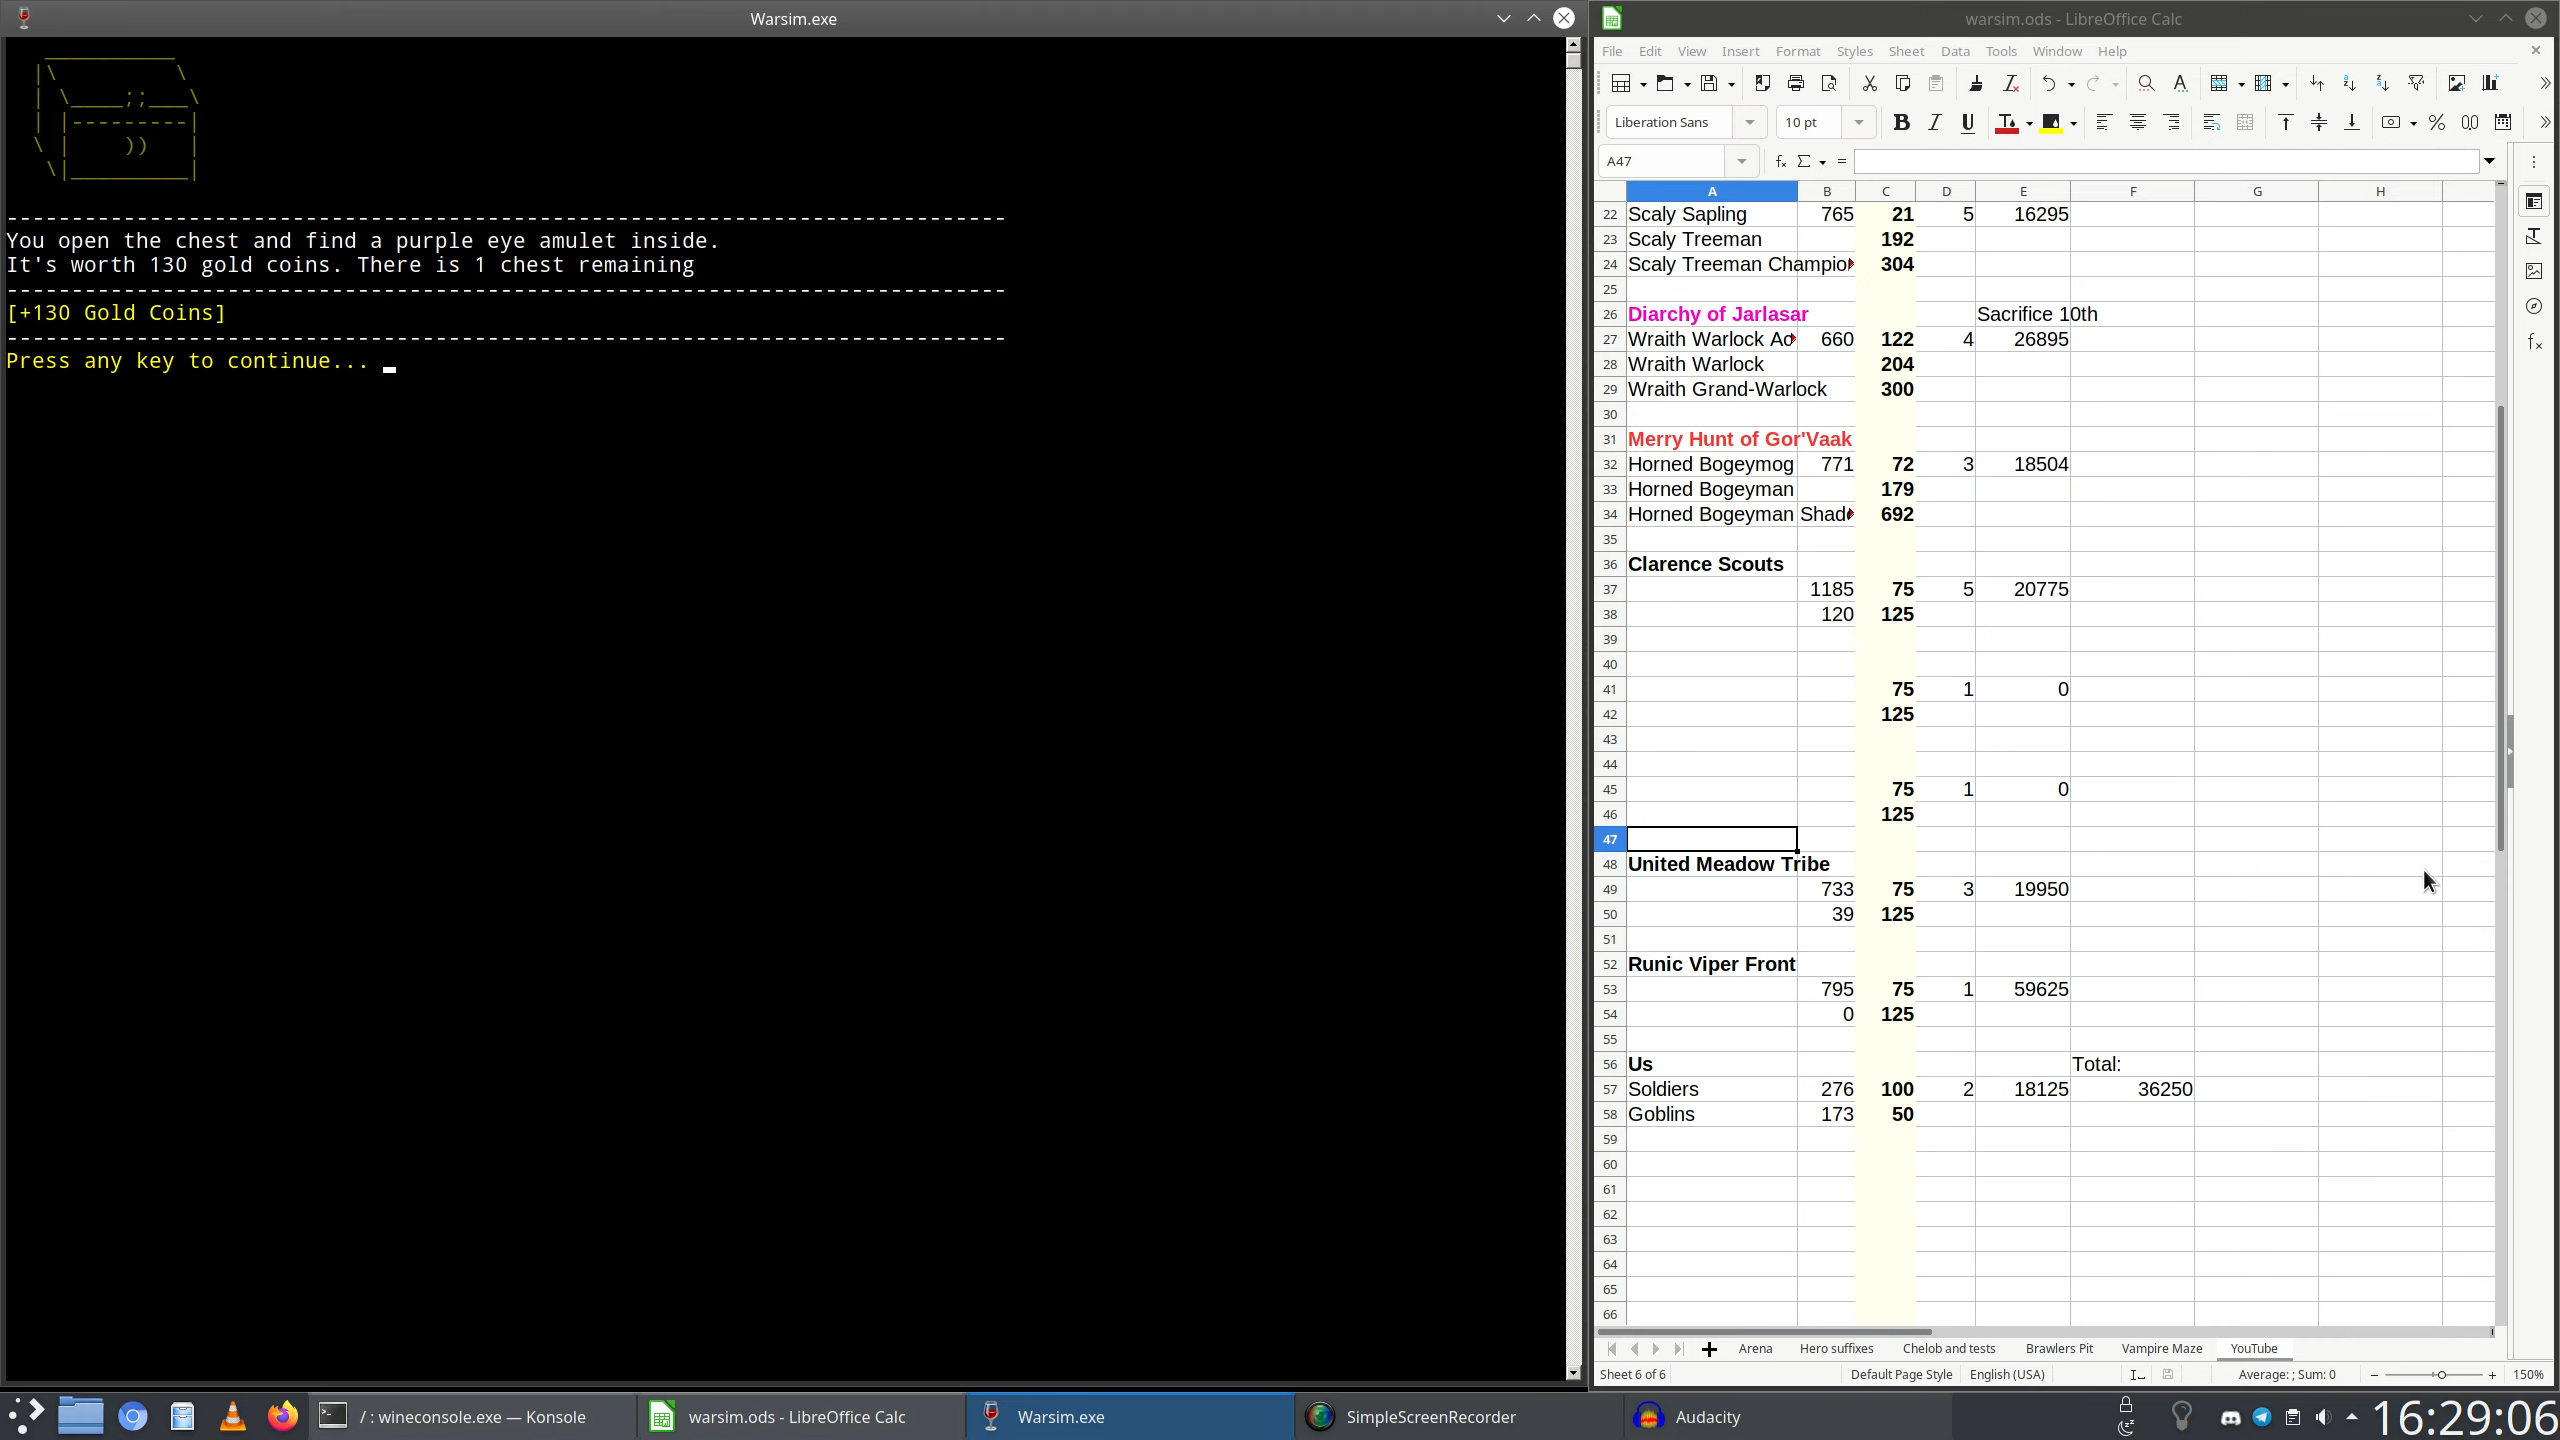 Warsim.exe
You open the chest and find a purple eye amulet inside.
It's worth 130 gold coins. There is 1 chest remaining
[+130 Gold Coins]
Press any key to continue...
warsim.ods - LibreOffice Calc
File Edit View Insert Format Styles Sheet Data Tools Window Help
Liberation Sans 10 pt
A47
A B C D E F G H
22 Scaly Sapling 765 21 5 16295
23 Scaly Treeman 192
24 Scaly Treeman Champio 304
25
26 Diarchy of Jarlasar Sacrifice 10th
27 Wraith Warlock Ac 660 122 4 26895
28 Wraith Warlock 204
29 Wraith Grand-Warlock 300
30
31 Merry Hunt of Gor'Vaak
32 Horned Bogeymog 771 72 3 18504
33 Horned Bogeyman 179
34 Horned Bogeyman Shad 692
35
36 Clarence Scouts
37 1185 75 5 20775
38 120 125
39
40
41 75 1 0
42 125
43
44
45 75 1 0
46 125
47
48 United Meadow Tribe
49 733 75 3 19950
50 39 125
51
52 Runic Viper Front
53 795 75 1 59625
54 0 125
55
56 Us Total:
57 Soldiers 276 100 2 18125 36250
58 Goblins 173 50
59
60
61
62
63
64
65
66
Arena Hero suffixes Chelob and tests Brawlers Pit Vampire Maze YouTube
Sheet 6 of 6 Default Page Style English (USA) Average: ; Sum: 0 150%
/ : wineconsole.exe — Konsole warsim.ods - LibreOffice Calc Warsim.exe SimpleScreenRecorder Audacity 16:29:06